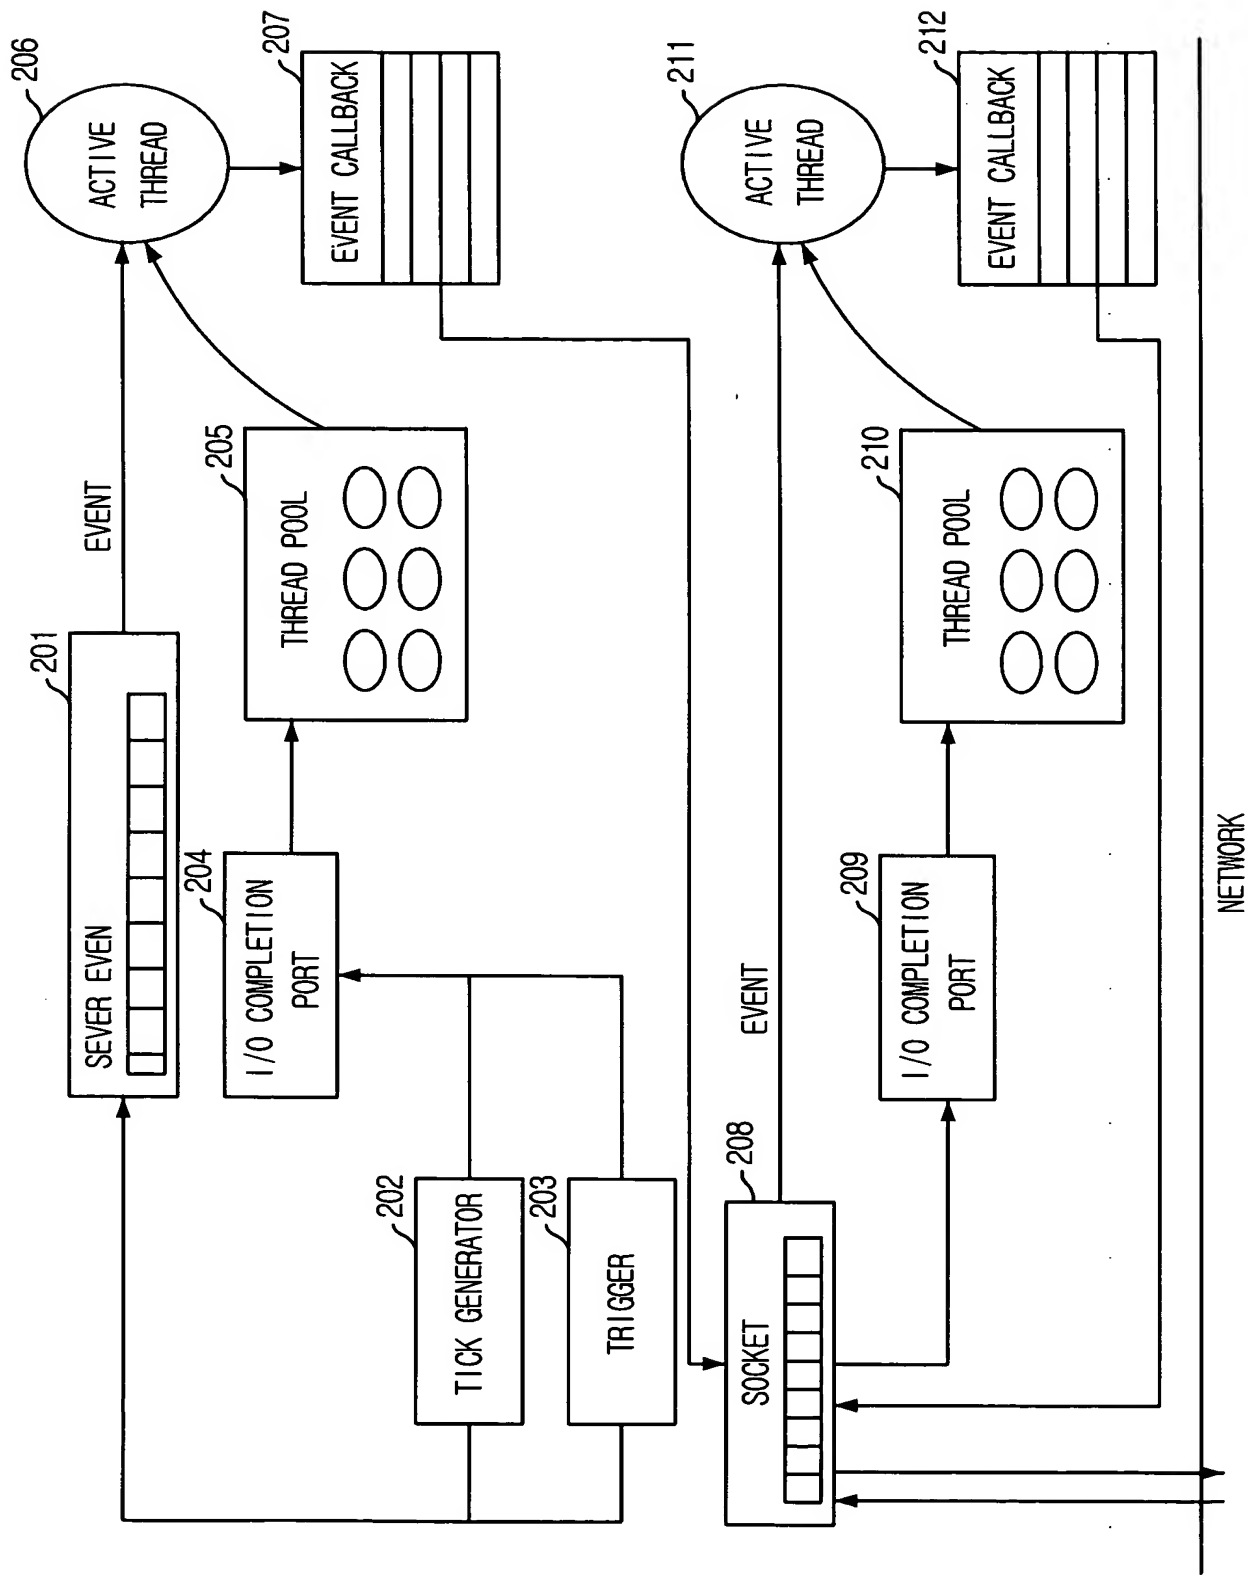 201
SEVER EVEN
EVENT
206
ACTIVE
THREAD
204
I/O COMPLETION
PORT
205
THREAD POOL
207
EVENT CALLBACK
202
TICK GENERATOR
203
TRIGGER
208
SOCKET
EVENT
211
ACTIVE
THREAD
209
I/O COMPLETION
PORT
210
THREAD POOL
212
EVENT CALLBACK
NETWORK